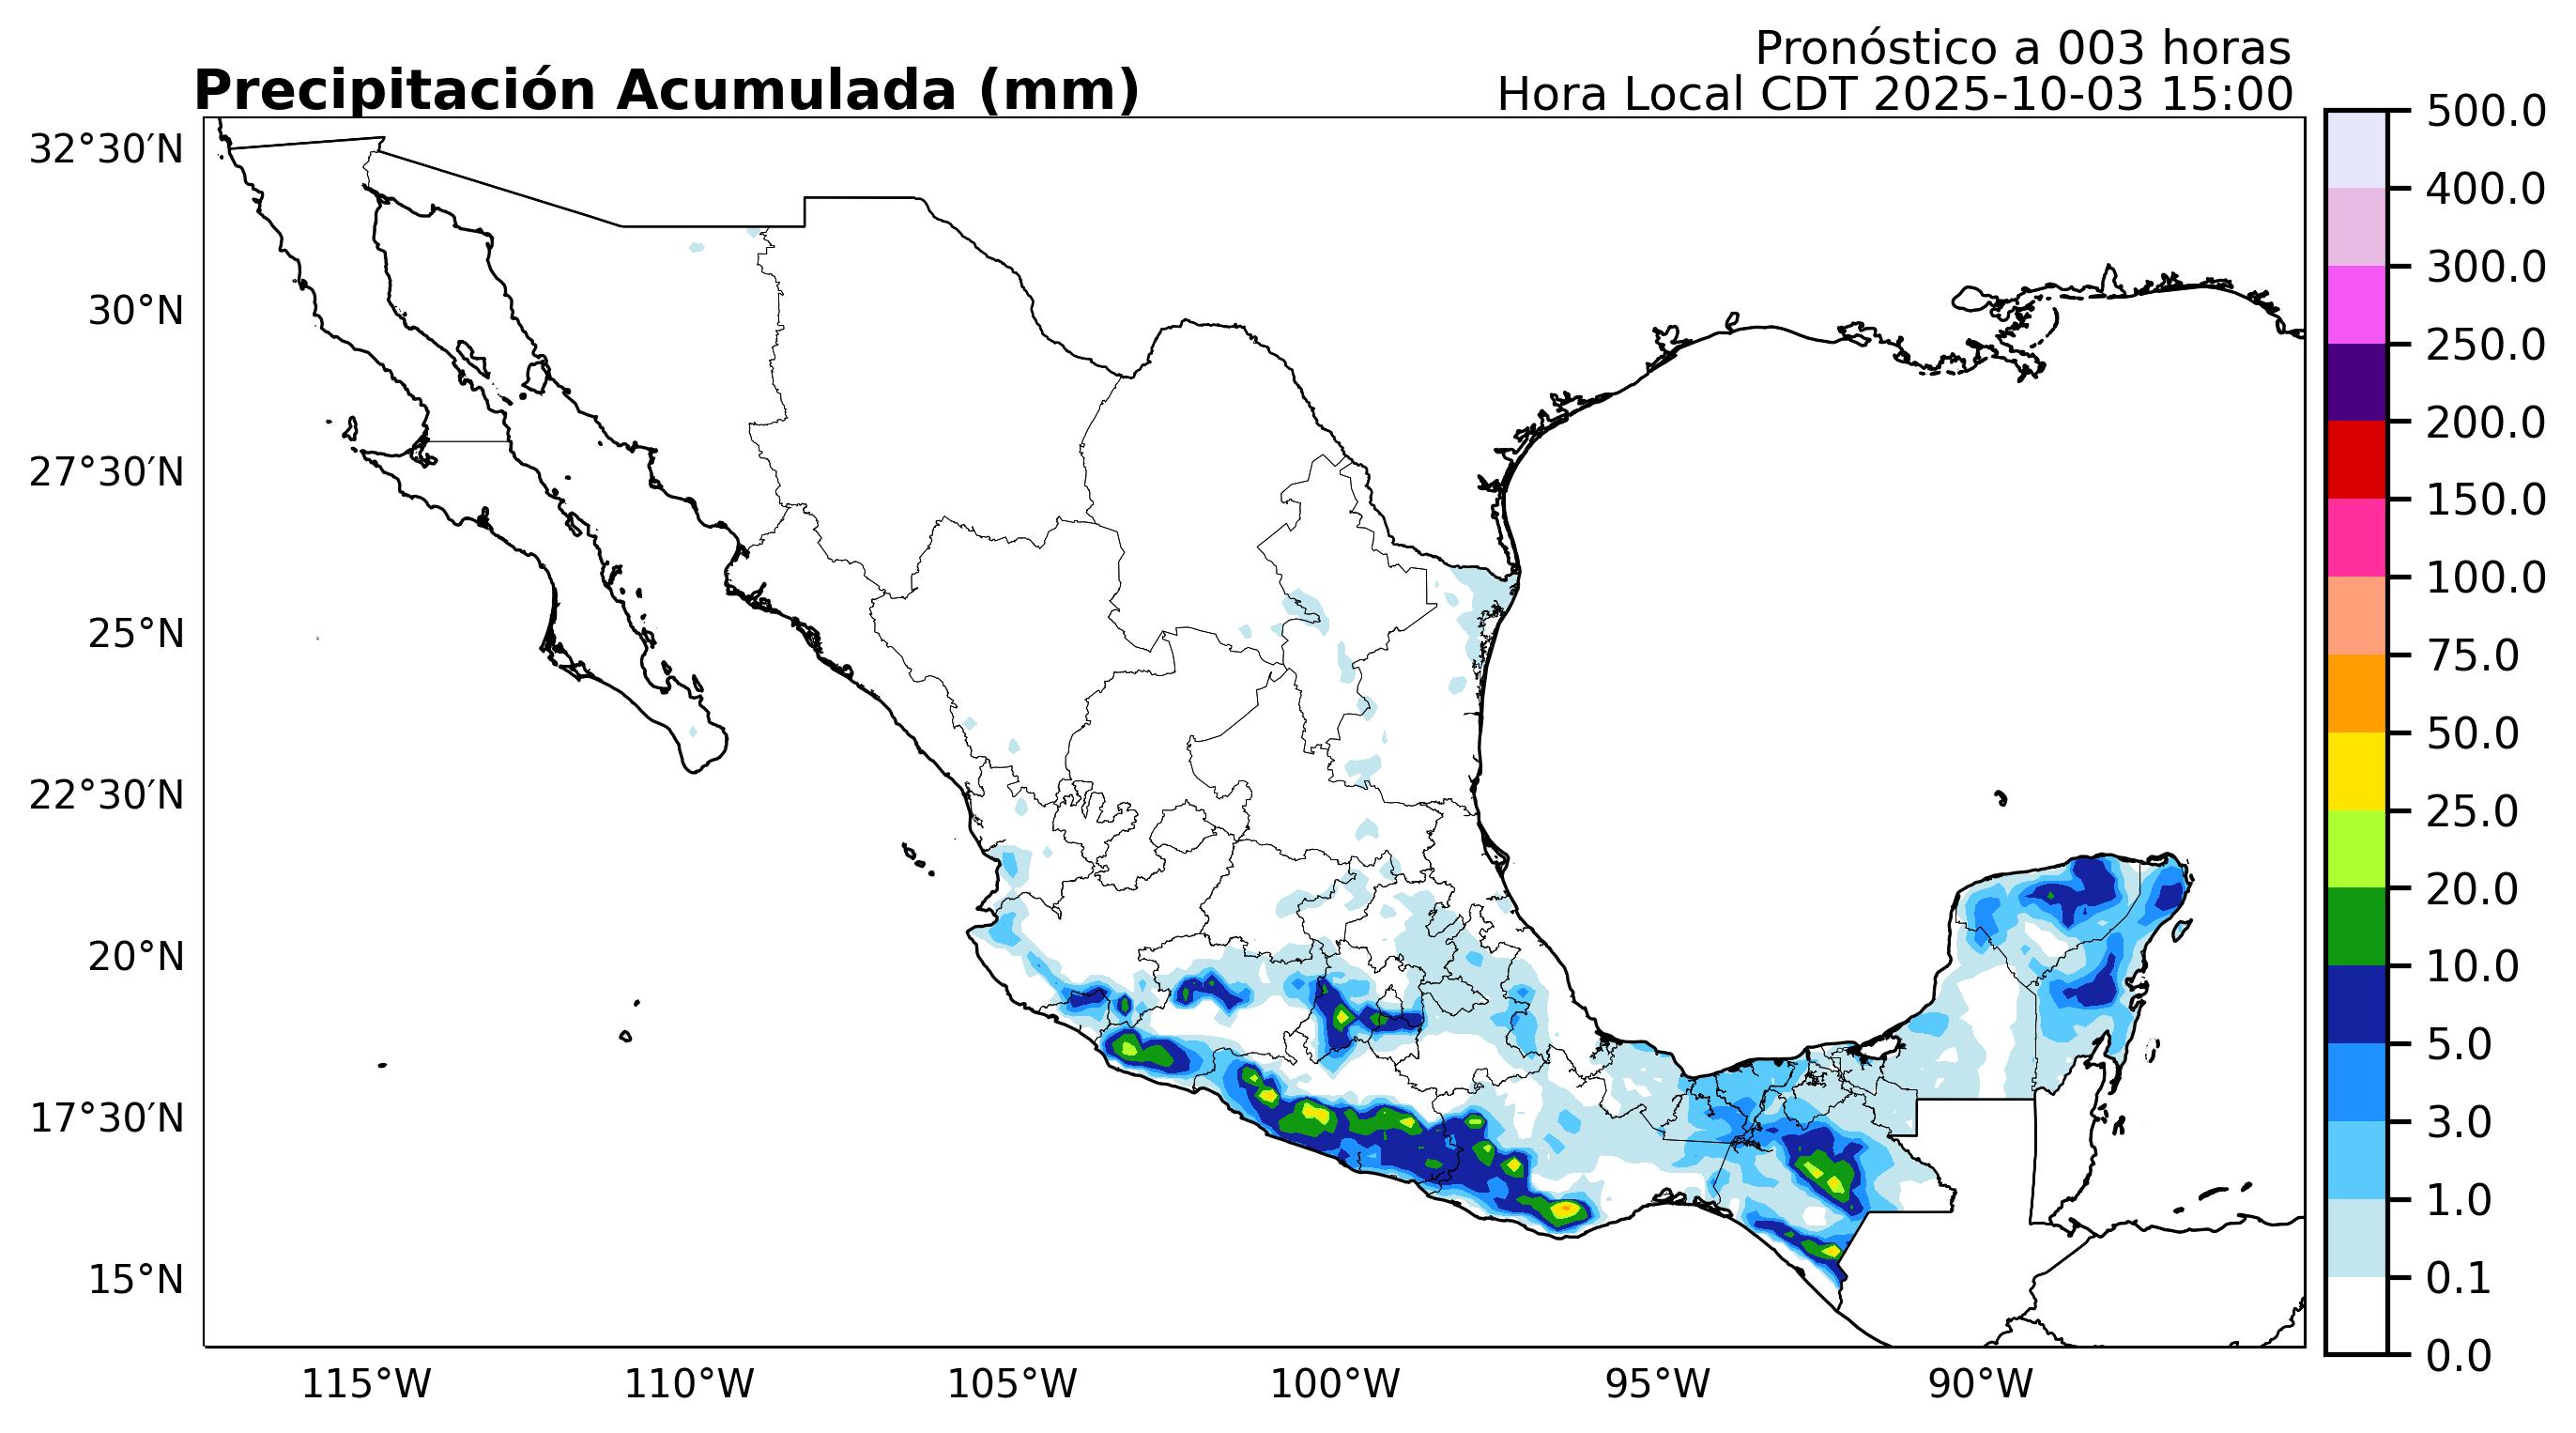 Pronóstico a 003 horas
Precipitación Acumulada (mm)
Hora Local CDT 2025-10-03 15:00
32°30′N
30°N
27°30′N
25°N
22°30′N
20°N
17°30′N
15°N
115°W
110°W
105°W
100°W
95°W
90°W
500.0
400.0
300.0
250.0
200.0
150.0
100.0
75.0
50.0
25.0
20.0
10.0
5.0
3.0
1.0
0.1
0.0